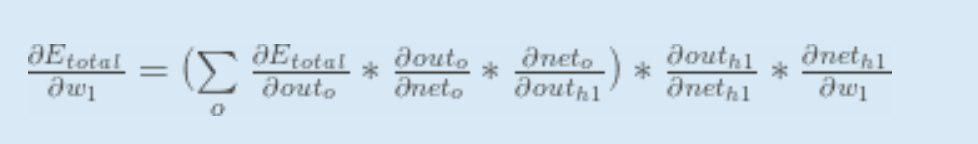 ∂E_total/∂w_1 = (∑_o ∂E_total/∂out_o * ∂out_o/∂net_o * ∂net_o/∂out_h1) * ∂out_h1/∂net_h1 * ∂net_h1/∂w_1